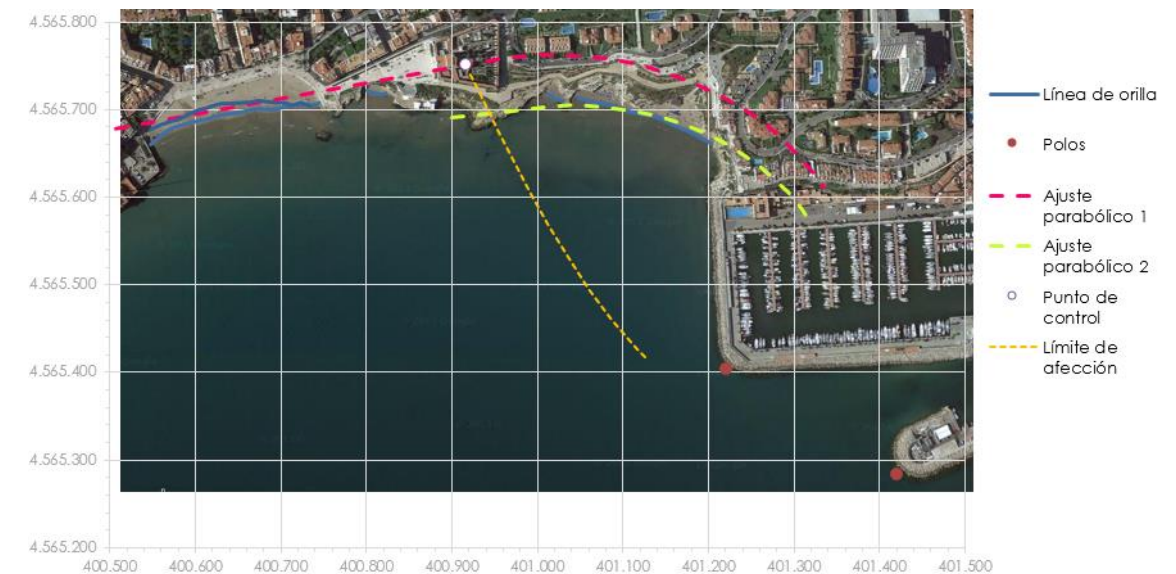 4.565.800
4.565.700
4.565.600
4.565.500
4.565.400
4.565.300
4.565.200
400.500 400.600 400.700 400.800 400.900 401.000 401.100 401.200 401.300 401.400 401.500
Línea de orilla
Polos
Ajuste
parabólico 1
Ajuste
parabólico 2
Punto de
control
Límite de
afección